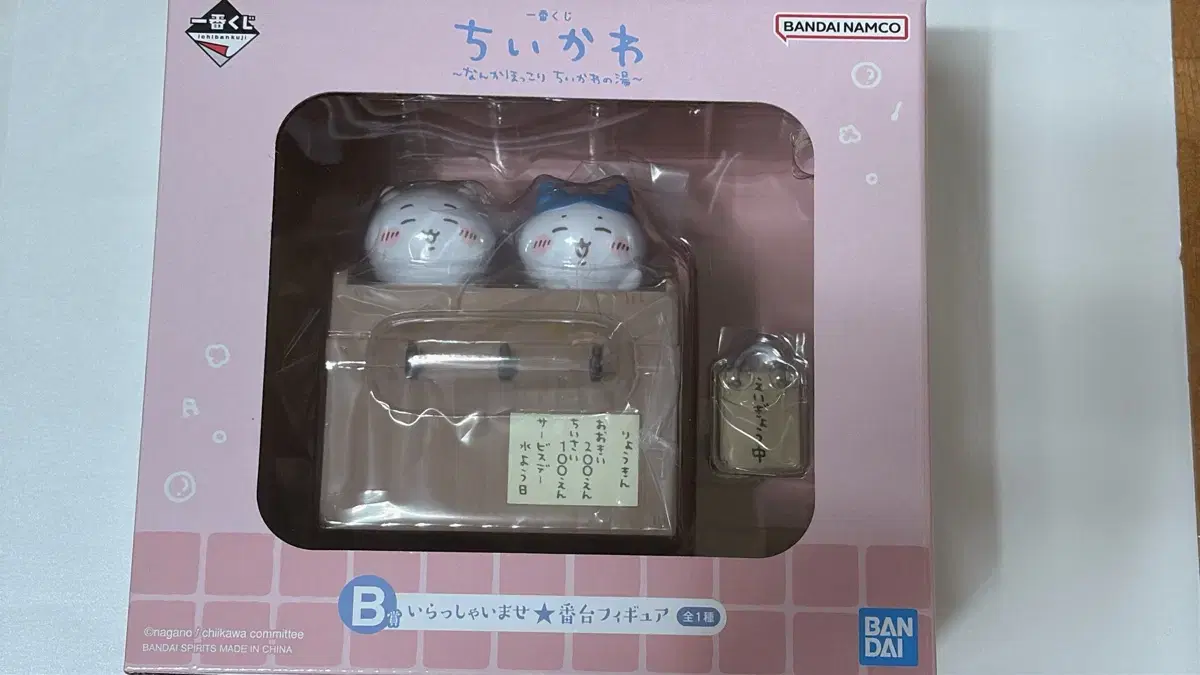 一番くじ
ichibankuji
一番くじ
ちいかわ
～なんかほっこり ちいかわの湯～
BANDAI NAMCO
りょうきん
おおきい
200えん
ちいさい
100えん
サービスデー
水よう日
えいぎょう中
B賞 いらっしゃいませ★番台フィギュア 全1種
©nagano / chiikawa committee
BANDAI SPIRITS MADE IN CHINA
BAN
DAI